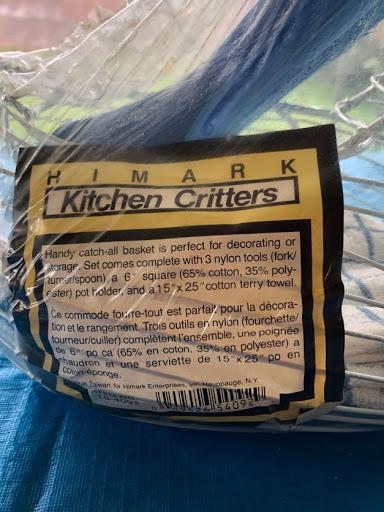 HIMARK
Kitchen Critters
Handy catch-all basket is perfect for decorating or
storage. Set comes complete with 3 nylon tools (fork/
turner/spoon), a 6" square (65% cotton, 35% poly-
ester) pot holder, and a 15" x 25" cotton terry towel.
Ce commode fourre-tout est parfait pour la décora-
tion et le rangement. Trois outils en nylon (fourchette/
tourneur/cuiller) complètent l'ensemble, une poignée
de 6" po ca (65% en coton, 35% en polyester) a
chaudron et une serviette de 15"x 25" po en
coton-éponge.
in Taiwan for Himark Enterprises, Hauppauge, N.Y.
54094